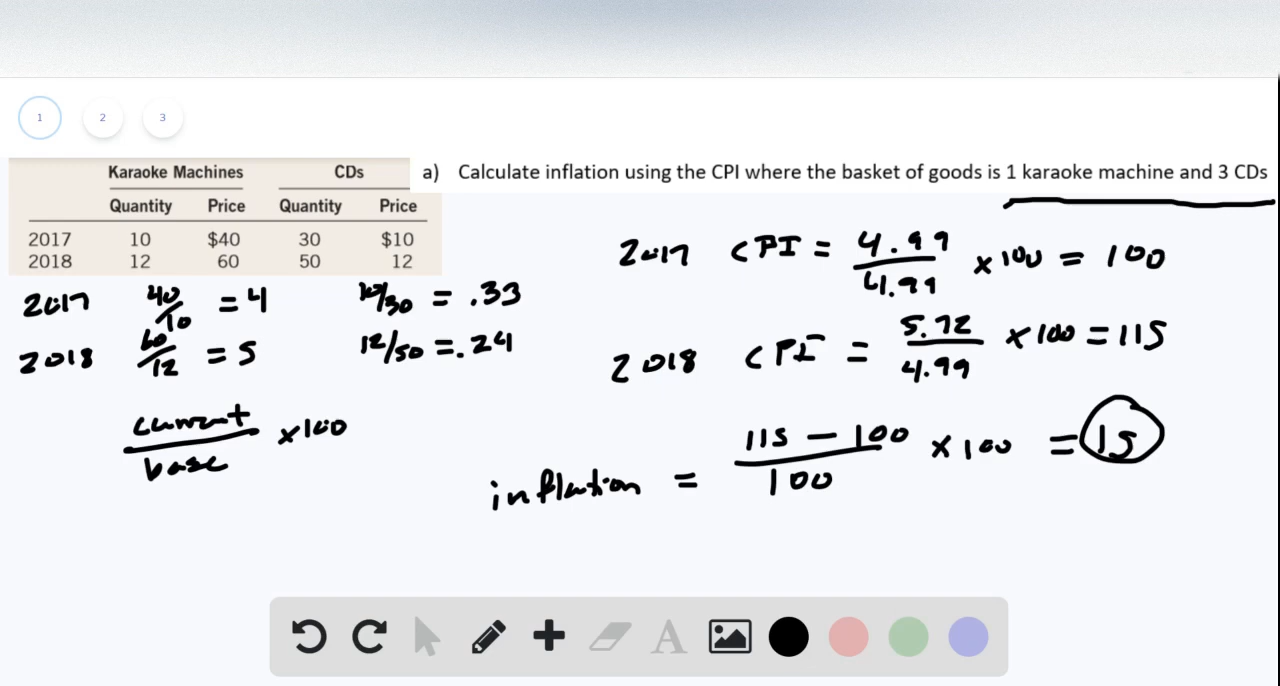 1 2 3
a) Calculate inflation using the CPI where the basket of goods is 1 karaoke machine and 3 CDs
Karaoke Machines CDs
Quantity Price Quantity Price
2017 10 $40 30 $10
2018 12 60 50 12
2017 40/10 = 4 10/30 = .33
2018 60/12 = 5 12/50 = .24
current/base x100
2017 CPI = 4.99/4.99 x 100 = 100
2018 CPI = 5.72/4.99 x 100 = 115
inflation = 115 - 100/100 x 100 = 15
A